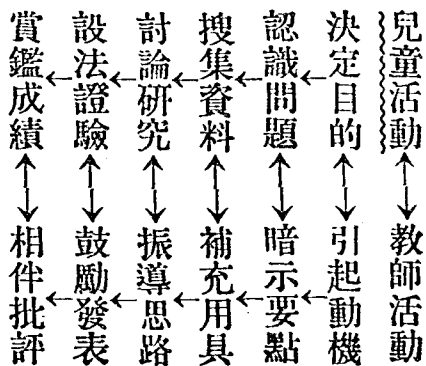 兒童活動
教師活動
決定目的
引起動機
認識問題
暗示要點
搜集資料
補充用具
討論研究
振導思路
設法證驗
鼓勵發表
賞鑑成績
相伴批評